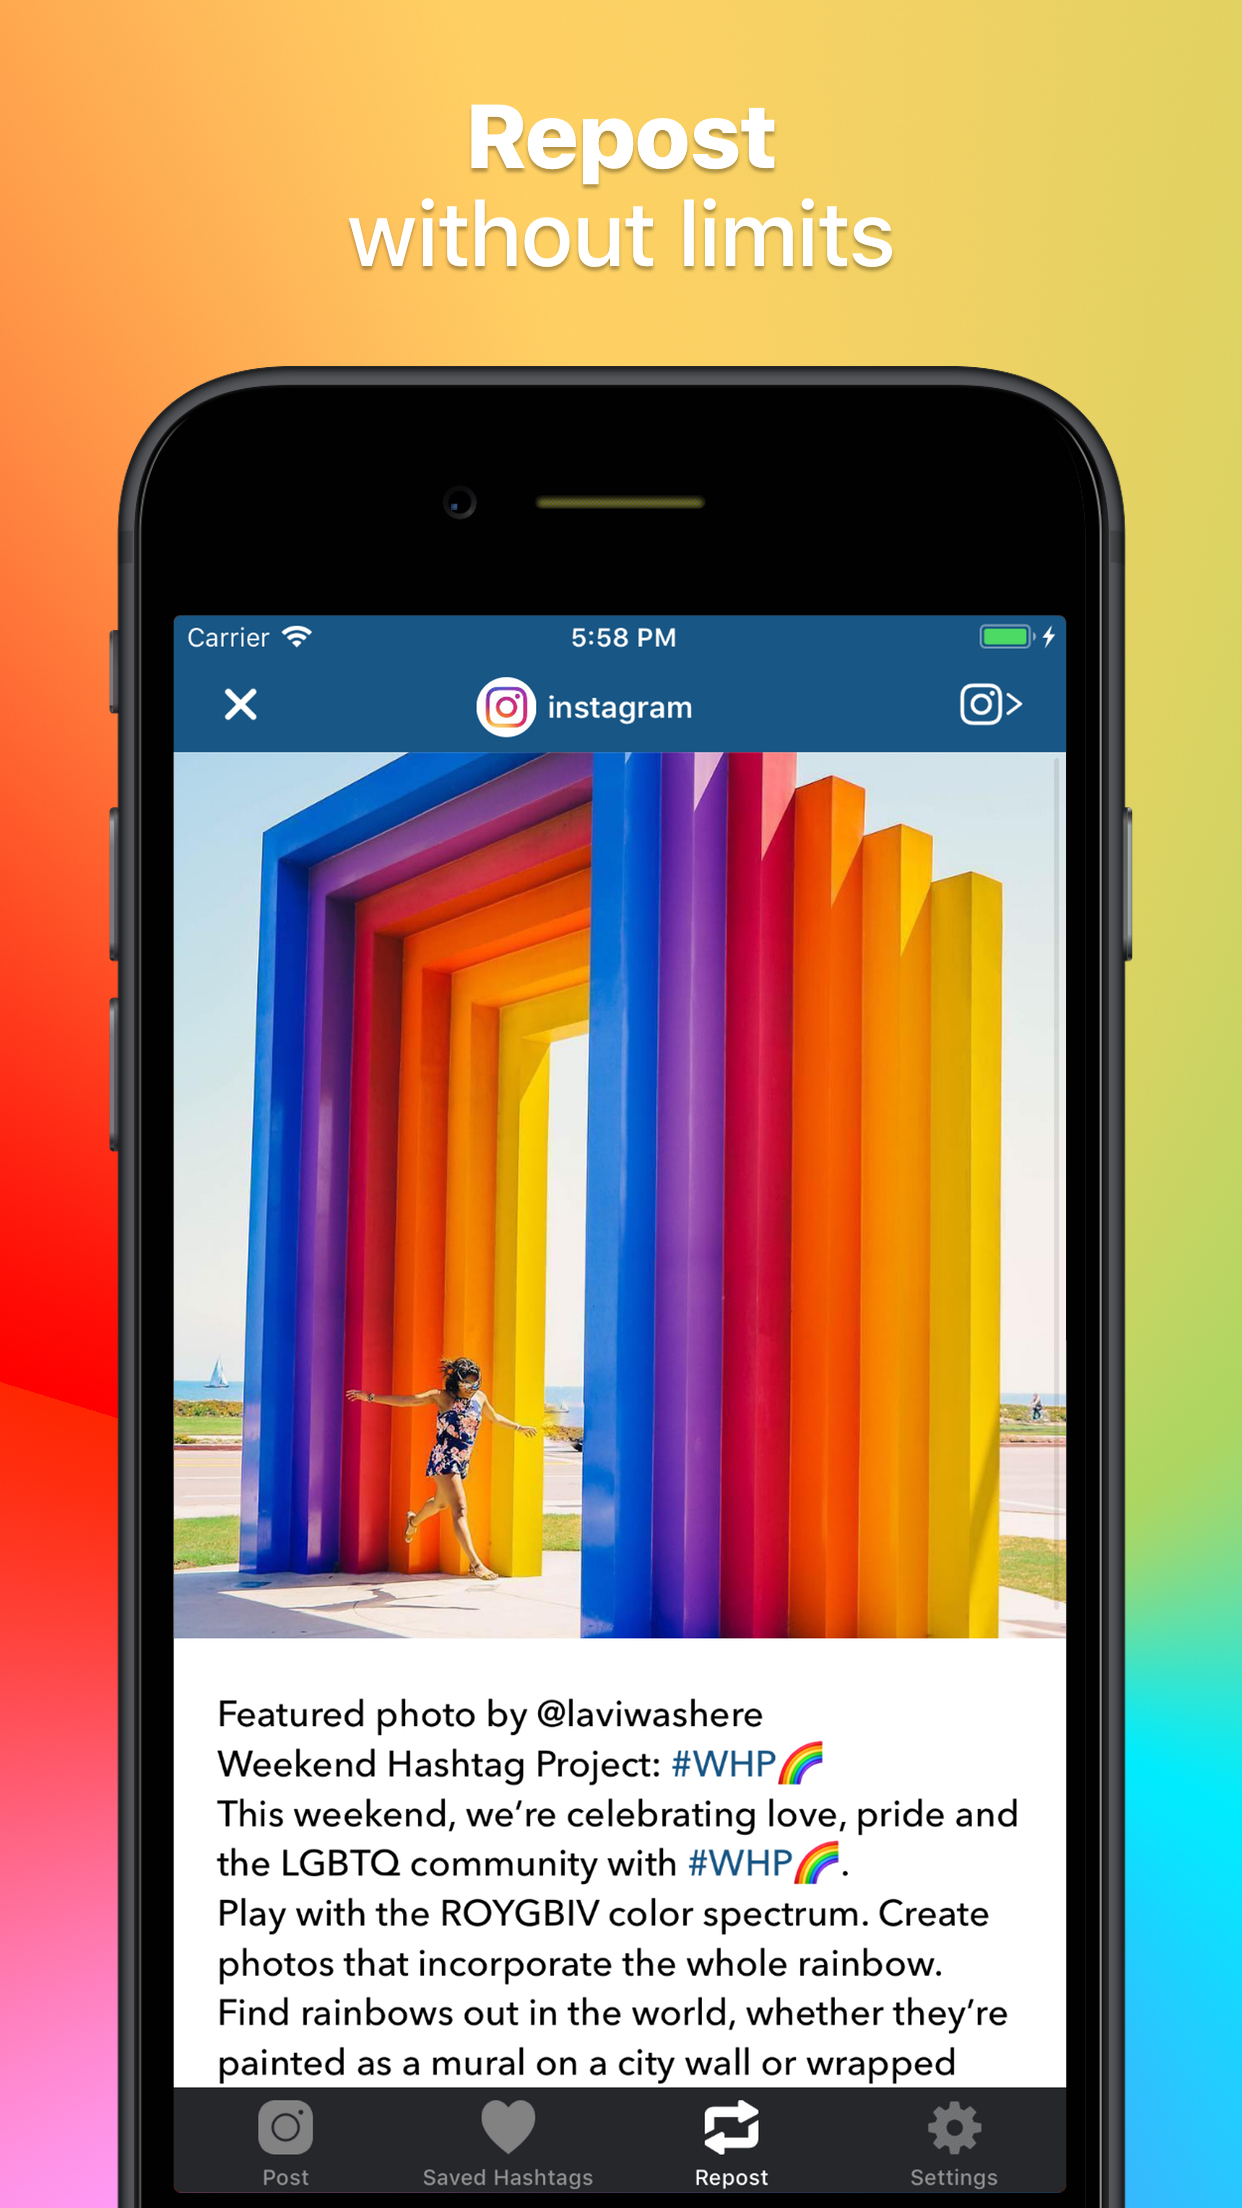 Repost
without limits
Carrier 5:58 PM
instagram
Featured photo by @laviwashere
Weekend Hashtag Project: #WHP🌈
This weekend, we’re celebrating love, pride and
the LGBTQ community with #WHP🌈.
Play with the ROYGBIV color spectrum. Create
photos that incorporate the whole rainbow.
Find rainbows out in the world, whether they’re
painted as a mural on a city wall or wrapped
Post Saved Hashtags Repost Settings